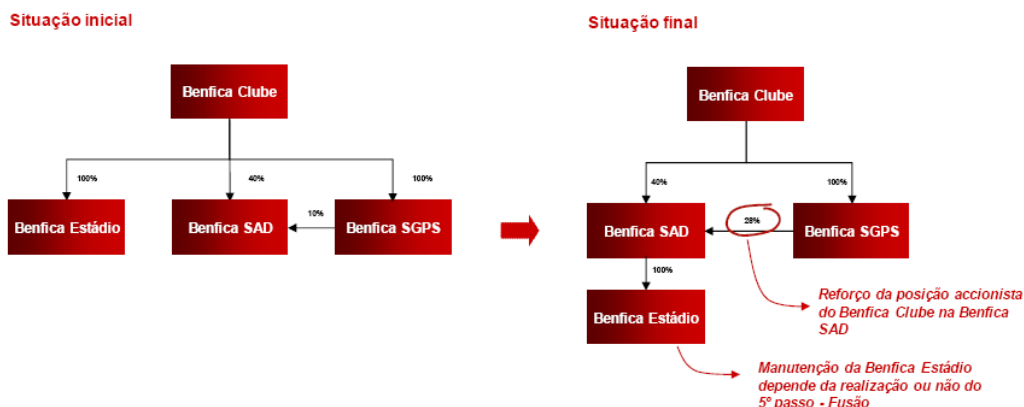 Situação inicial
Benfica Clube
100%
40%
100%
Benfica Estádio
Benfica SAD
10%
Benfica SGPS
Situação final
Benfica Clube
40%
100%
Benfica SAD
28%
Benfica SGPS
100%
Benfica Estádio
Reforço da posição accionista
do Benfica Clube na Benfica
SAD
Manutenção da Benfica Estádio
depende da realização ou não do
5º passo - Fusão